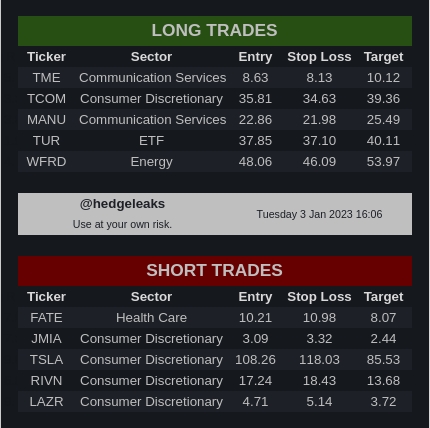 LONG TRADES
Ticker Sector Entry Stop Loss Target
TME Communication Services 8.63 8.13 10.12
TCOM Consumer Discretionary 35.81 34.63 39.36
MANU Communication Services 22.86 21.98 25.49
TUR ETF 37.85 37.10 40.11
WFRD Energy 48.06 46.09 53.97
@hedgeleaks
Use at your own risk.
Tuesday 3 Jan 2023 16:06
SHORT TRADES
Ticker Sector Entry Stop Loss Target
FATE Health Care 10.21 10.98 8.07
JMIA Consumer Discretionary 3.09 3.32 2.44
TSLA Consumer Discretionary 108.26 118.03 85.53
RIVN Consumer Discretionary 17.24 18.43 13.68
LAZR Consumer Discretionary 4.71 5.14 3.72